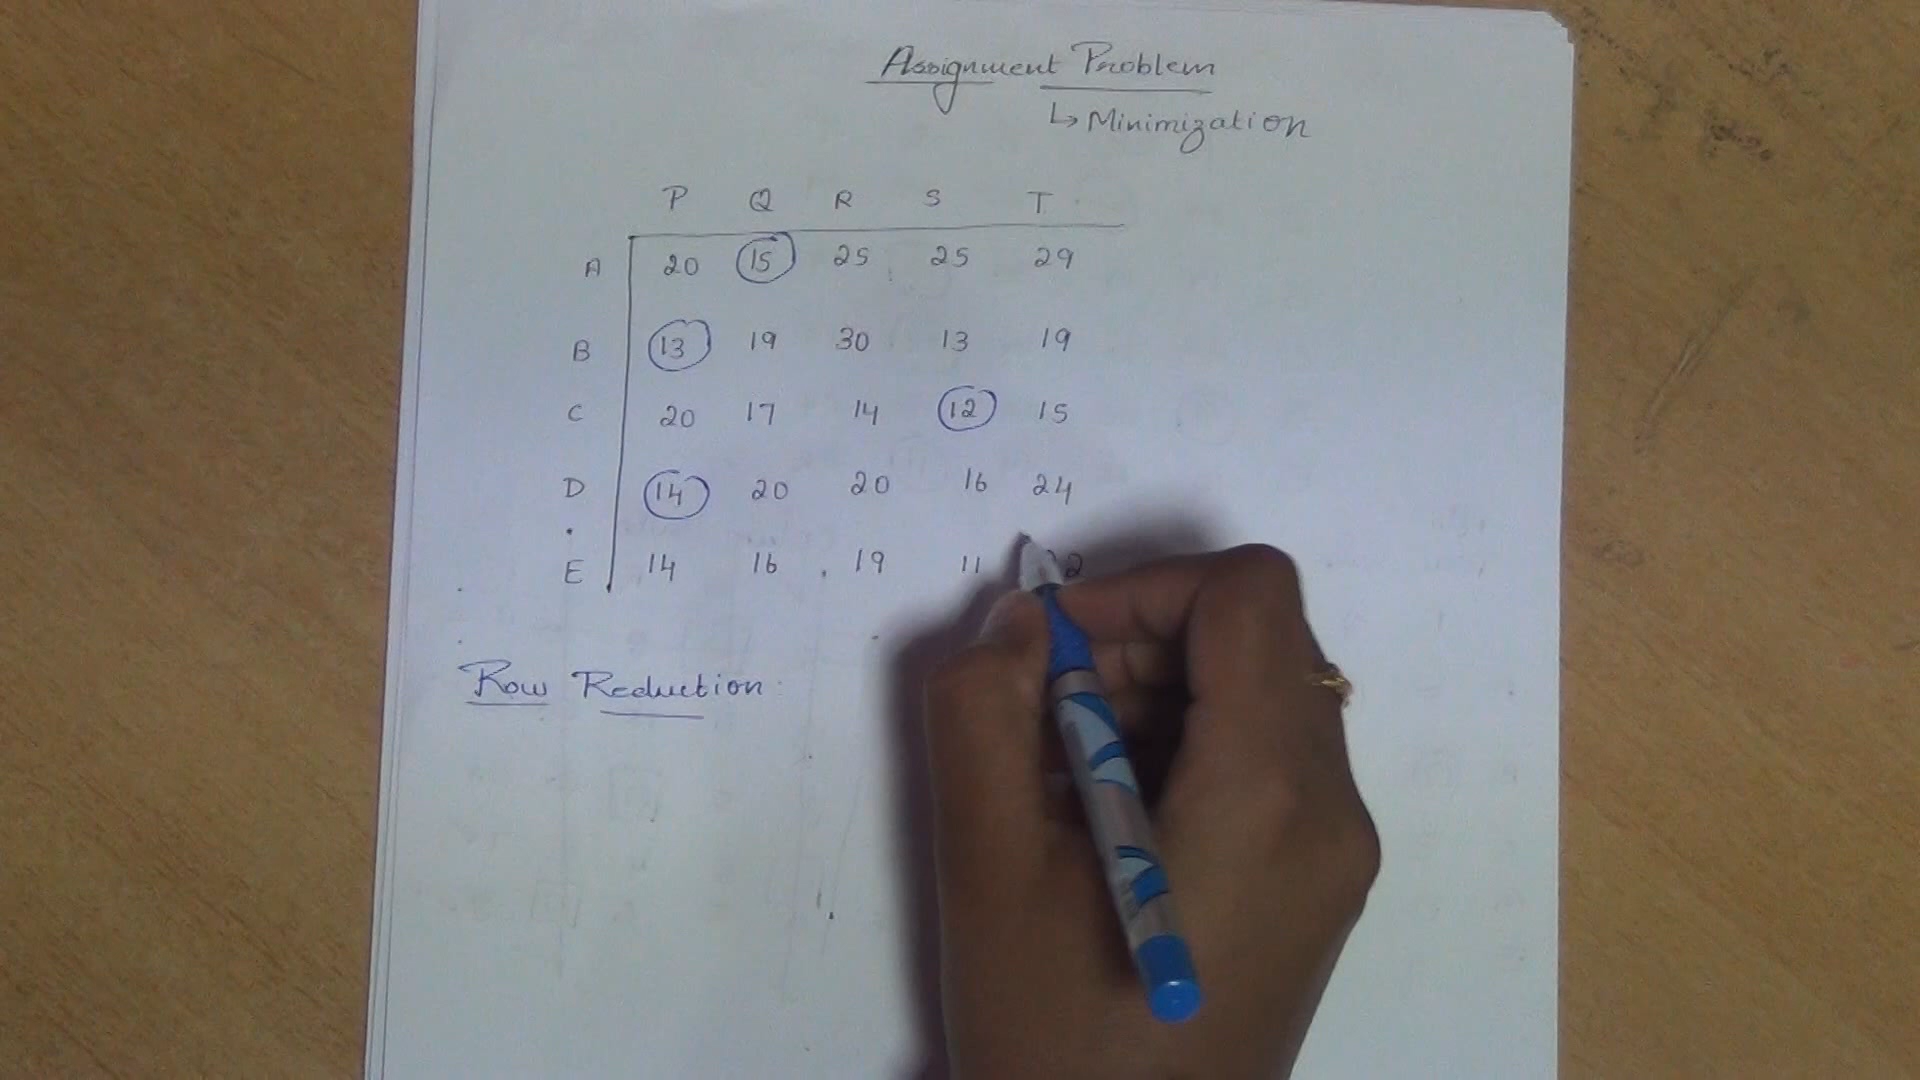 Assignment Problem
↳ Minimization
P Q R S T
A 20 15 25 25 29
B 13 19 30 13 19
C 20 17 14 12 15
D 14 20 20 16 24
E 14 16 19 11
Row Reduction: